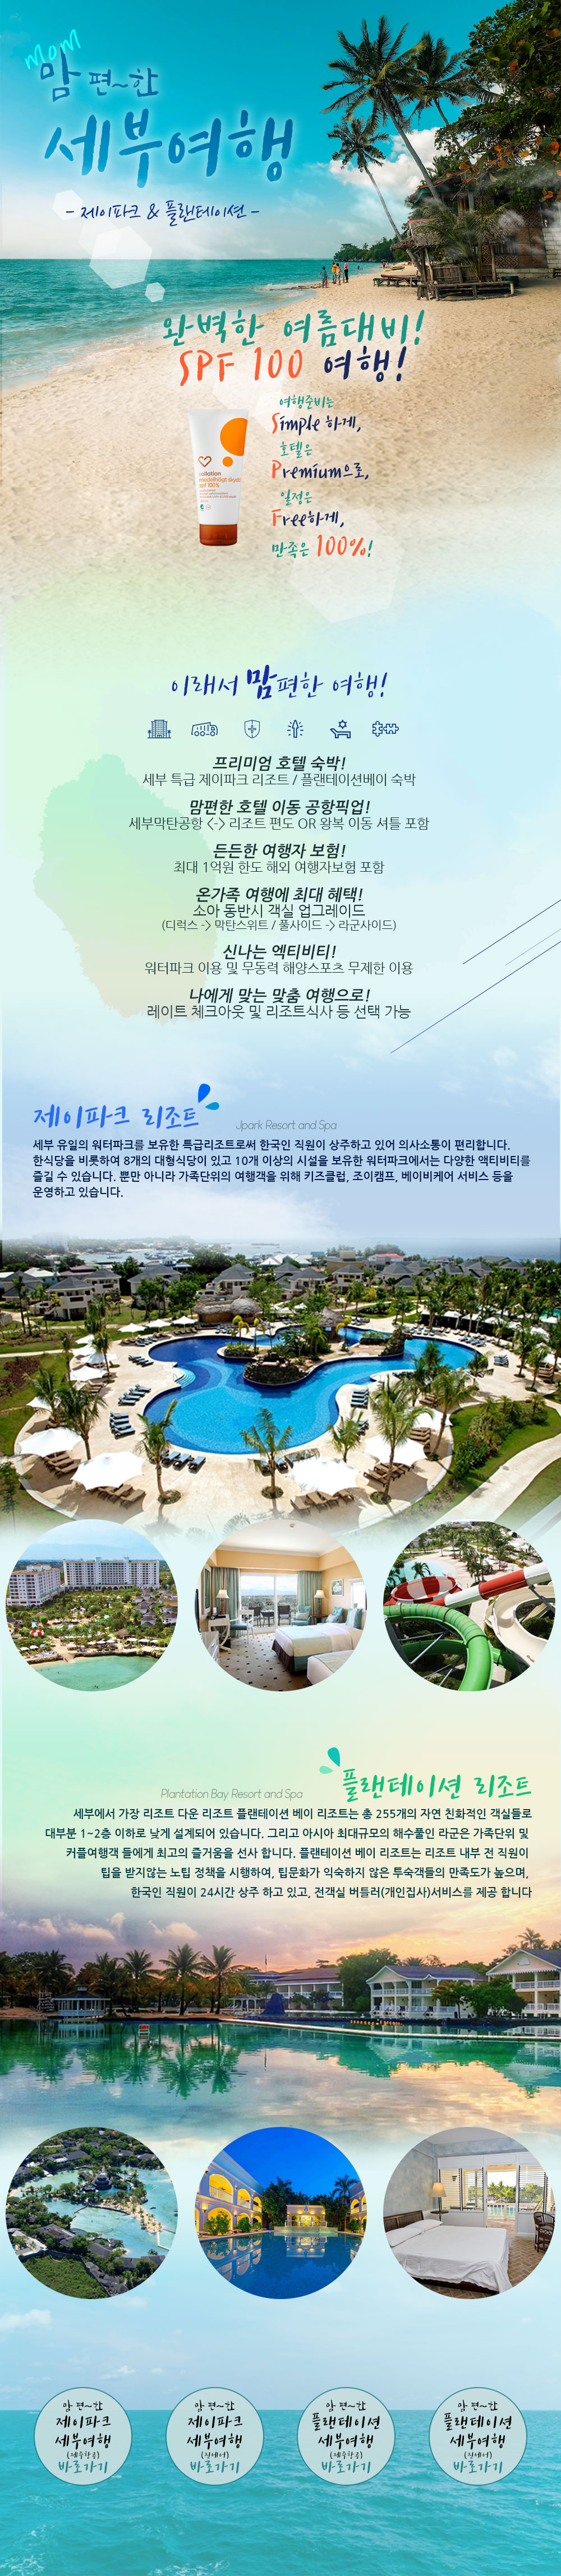 MOM
맘 편~한
세부여행
- 제이파크 & 플랜테이션 -
완벽한 여름대비!
SPF 100 여행!
여행준비는
Simple 하게,
호텔은
Premium으로,
일정은
Free하게,
만족은 100%!
sollotion
medelhögt skydd
spf 100%
이래서 맘편한 여행!
프리미엄 호텔 숙박!
세부 특급 제이파크 리조트 / 플랜테이션베이 숙박
맘편한 호텔 이동 공항픽업!
세부막탄공항 <-> 리조트 편도 OR 왕복 이동 셔틀 포함
든든한 여행자 보험!
최대 1억원 한도 해외 여행자보험 포함
온가족 여행에 최대 혜택!
소아 동반시 객실 업그레이드
(디럭스 -> 막탄스위트 / 풀사이드 -> 라군사이드)
신나는 엑티비티!
워터파크 이용 및 무동력 해양스포츠 무제한 이용
나에게 맞는 맞춤 여행으로!
레이트 체크아웃 및 리조트식사 등 선택 가능
제이파크 리조트
Jpark Resort and Spa
세부 유일의 워터파크를 보유한 특급리조트로써 한국인 직원이 상주하고 있어 의사소통이 편리합니다.
한식당을 비롯하여 8개의 대형식당이 있고 10개 이상의 시설을 보유한 워터파크에서는 다양한 액티비티를
즐길 수 있습니다. 뿐만 아니라 가족단위의 여행객을 위해 키즈클럽, 조이캠프, 베이비케어 서비스 등을
운영하고 있습니다.
플랜테이션 리조트
Plantation Bay Resort and Spa
세부에서 가장 리조트 다운 리조트 플랜테이션 베이 리조트는 총 255개의 자연 친화적인 객실들로
대부분 1~2층 이하로 낮게 설계되어 있습니다. 그리고 아시아 최대규모의 해수풀인 라군은 가족단위 및
커플여행객 들에게 최고의 즐거움을 선사 합니다. 플랜테이션 베이 리조트는 리조트 내부 전 직원이
팁을 받지않는 노팁 정책을 시행하여, 팁문화가 익숙하지 않은 투숙객들의 만족도가 높으며,
한국인 직원이 24시간 상주 하고 있고, 전객실 버틀러(개인집사)서비스를 제공 합니다
맘 편~한
제이파크
세부여행
(제주항공)
바로가기
맘 편~한
제이파크
세부여행
(진에어)
바로가기
맘 편~한
플랜테이션
세부여행
(제주항공)
바로가기
맘 편~한
플랜테이션
세부여행
(진에어)
바로가기